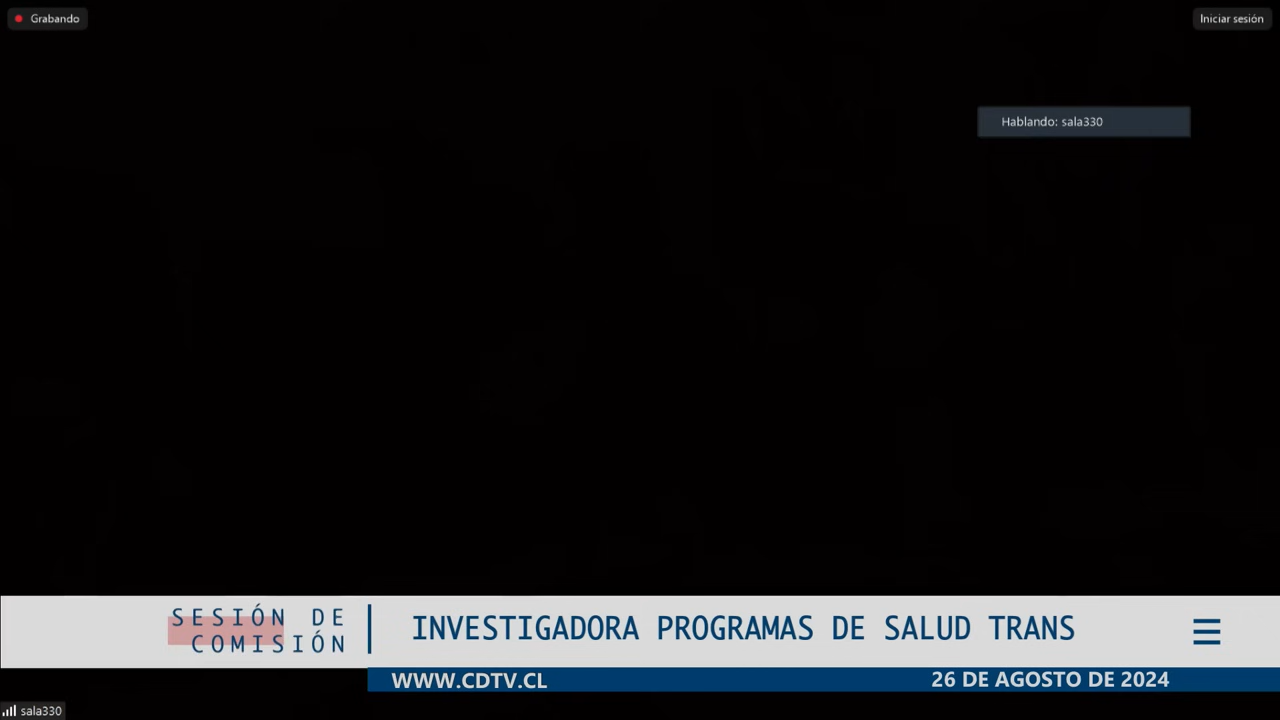 Grabando
Iniciar sesión
Hablando: sala330
SESIÓN DE
COMISIÓN
INVESTIGADORA PROGRAMAS DE SALUD TRANS
WWW.CDTV.CL
26 DE AGOSTO DE 2024
sala330